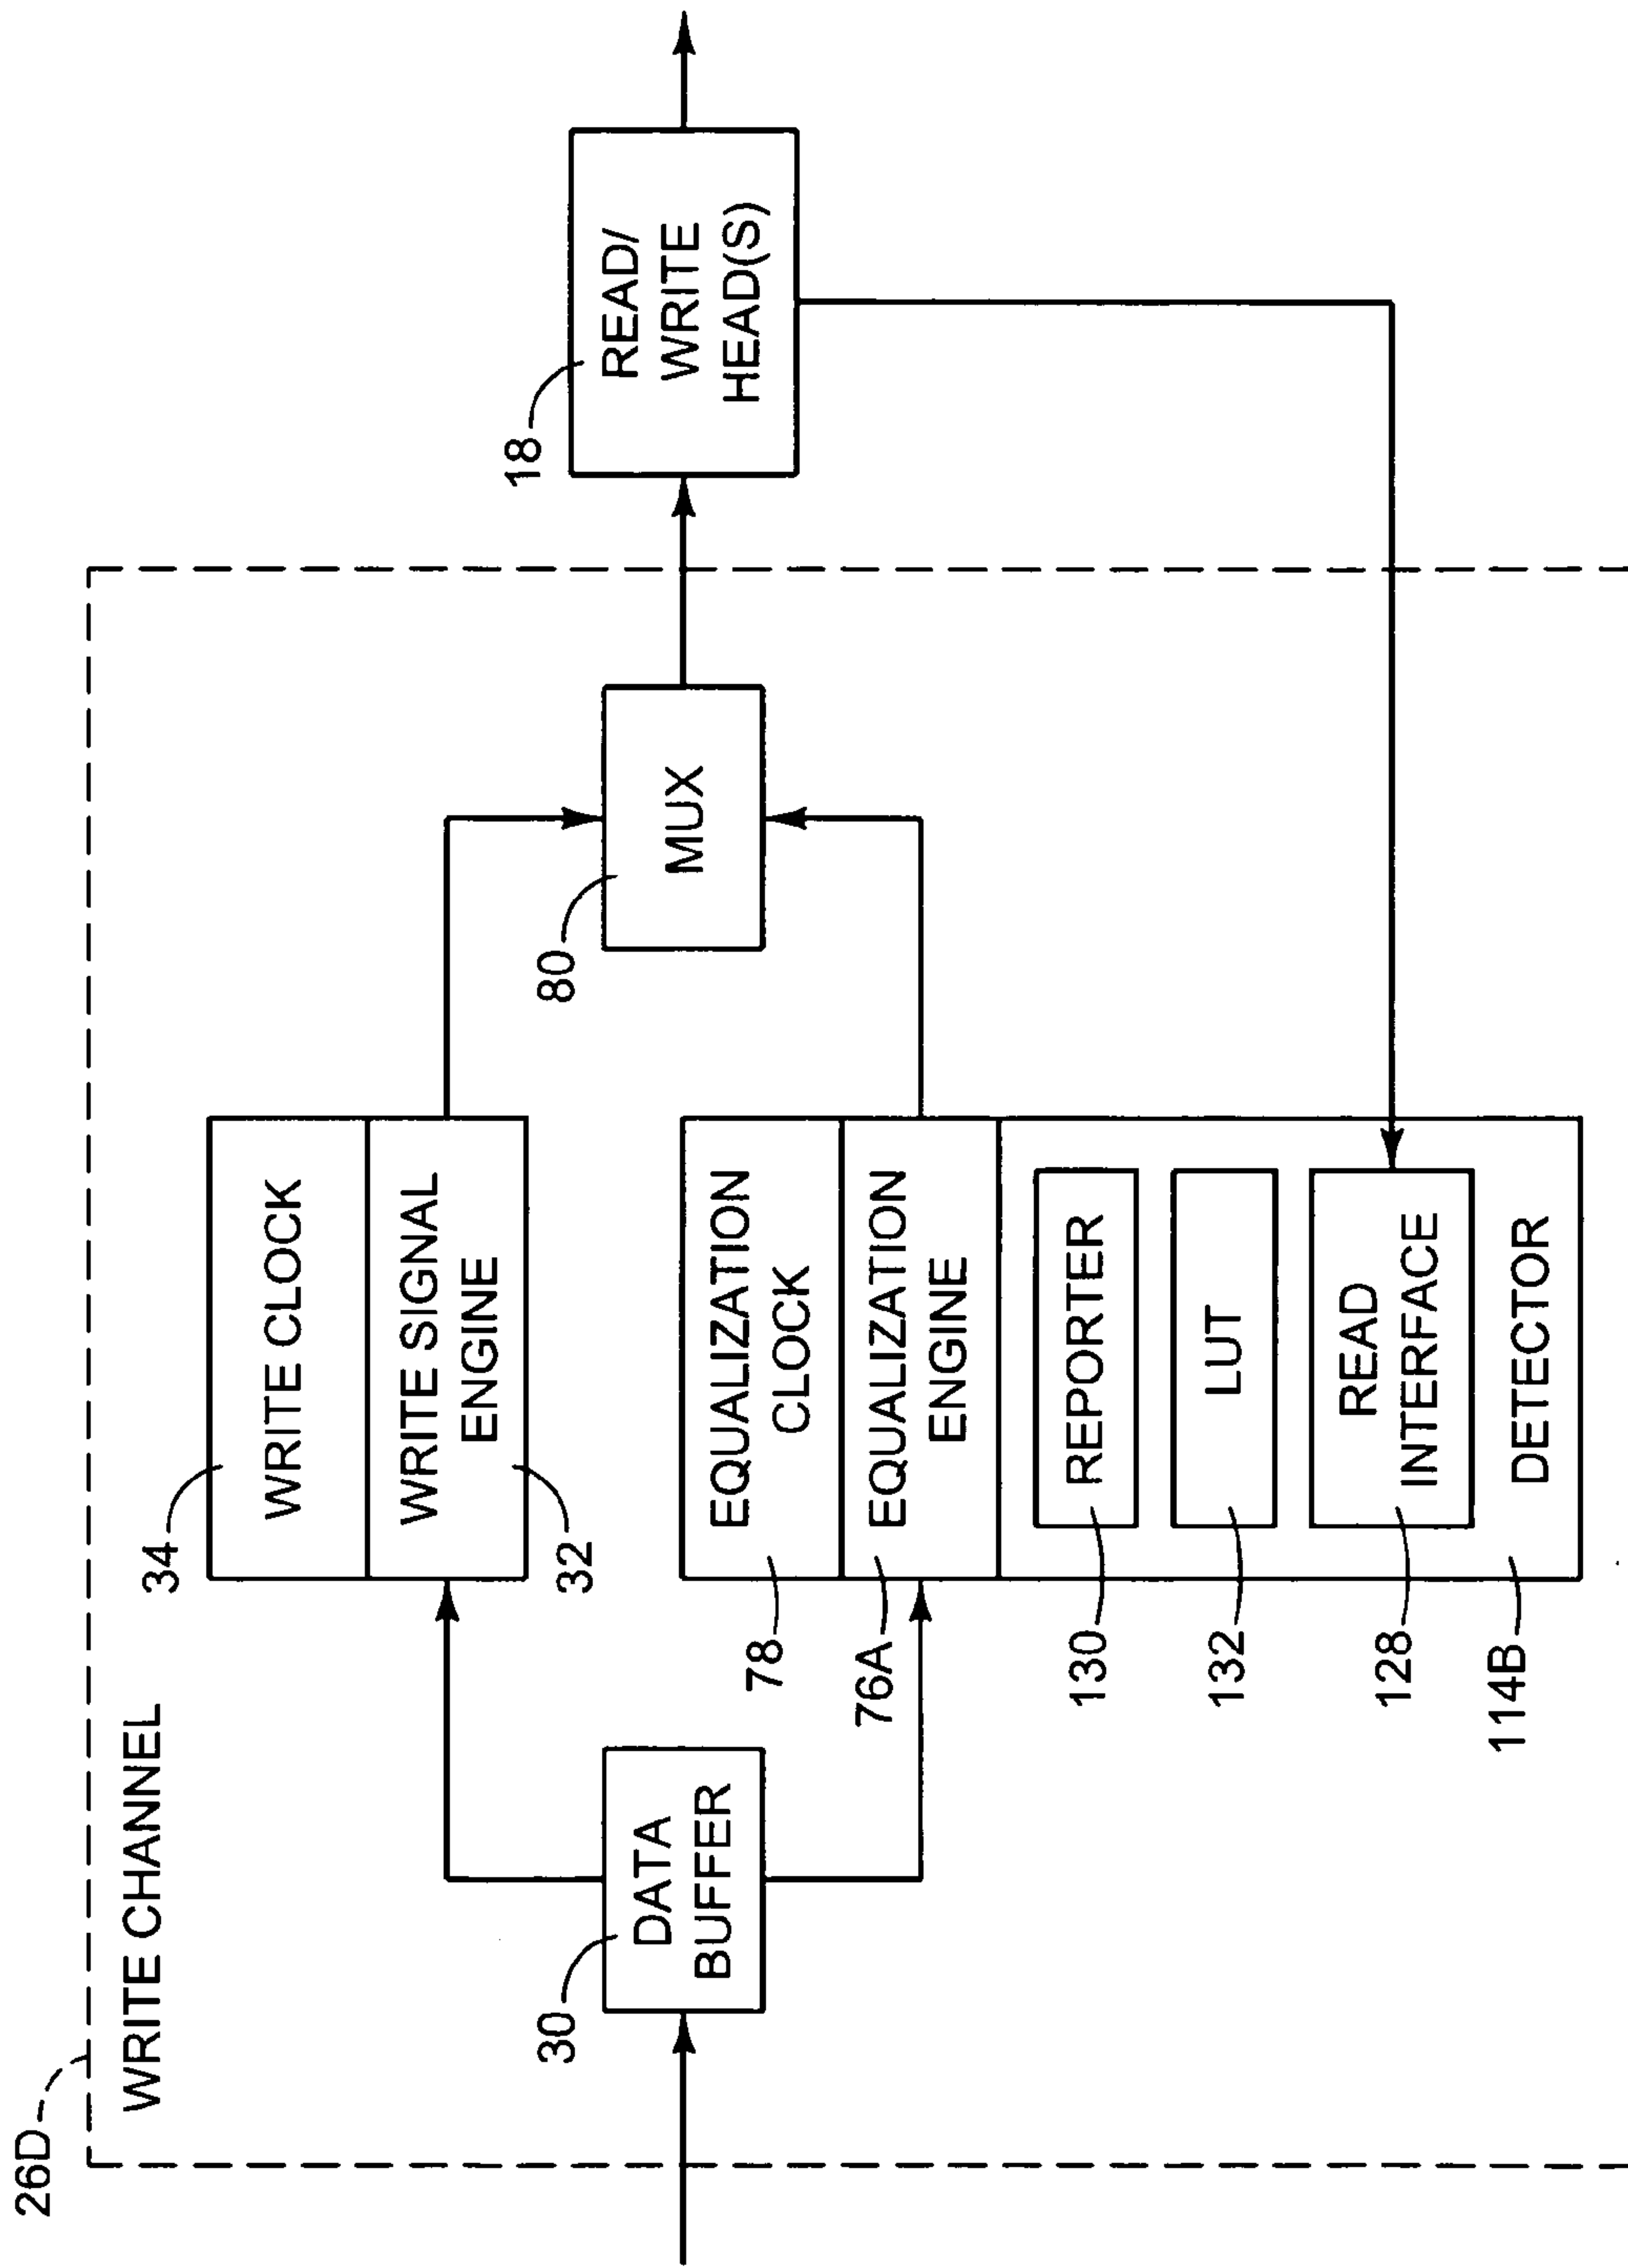 26D
WRITE CHANNEL
34
WRITE CLOCK
WRITE SIGNAL
ENGINE
32
30
DATA
BUFFER
80
MUX
18
READ/
WRITE
HEAD(S)
EQUALIZATION
CLOCK
78
EQUALIZATION
ENGINE
76A
REPORTER
130
LUT
132
READ
INTERFACE
128
DETECTOR
114B